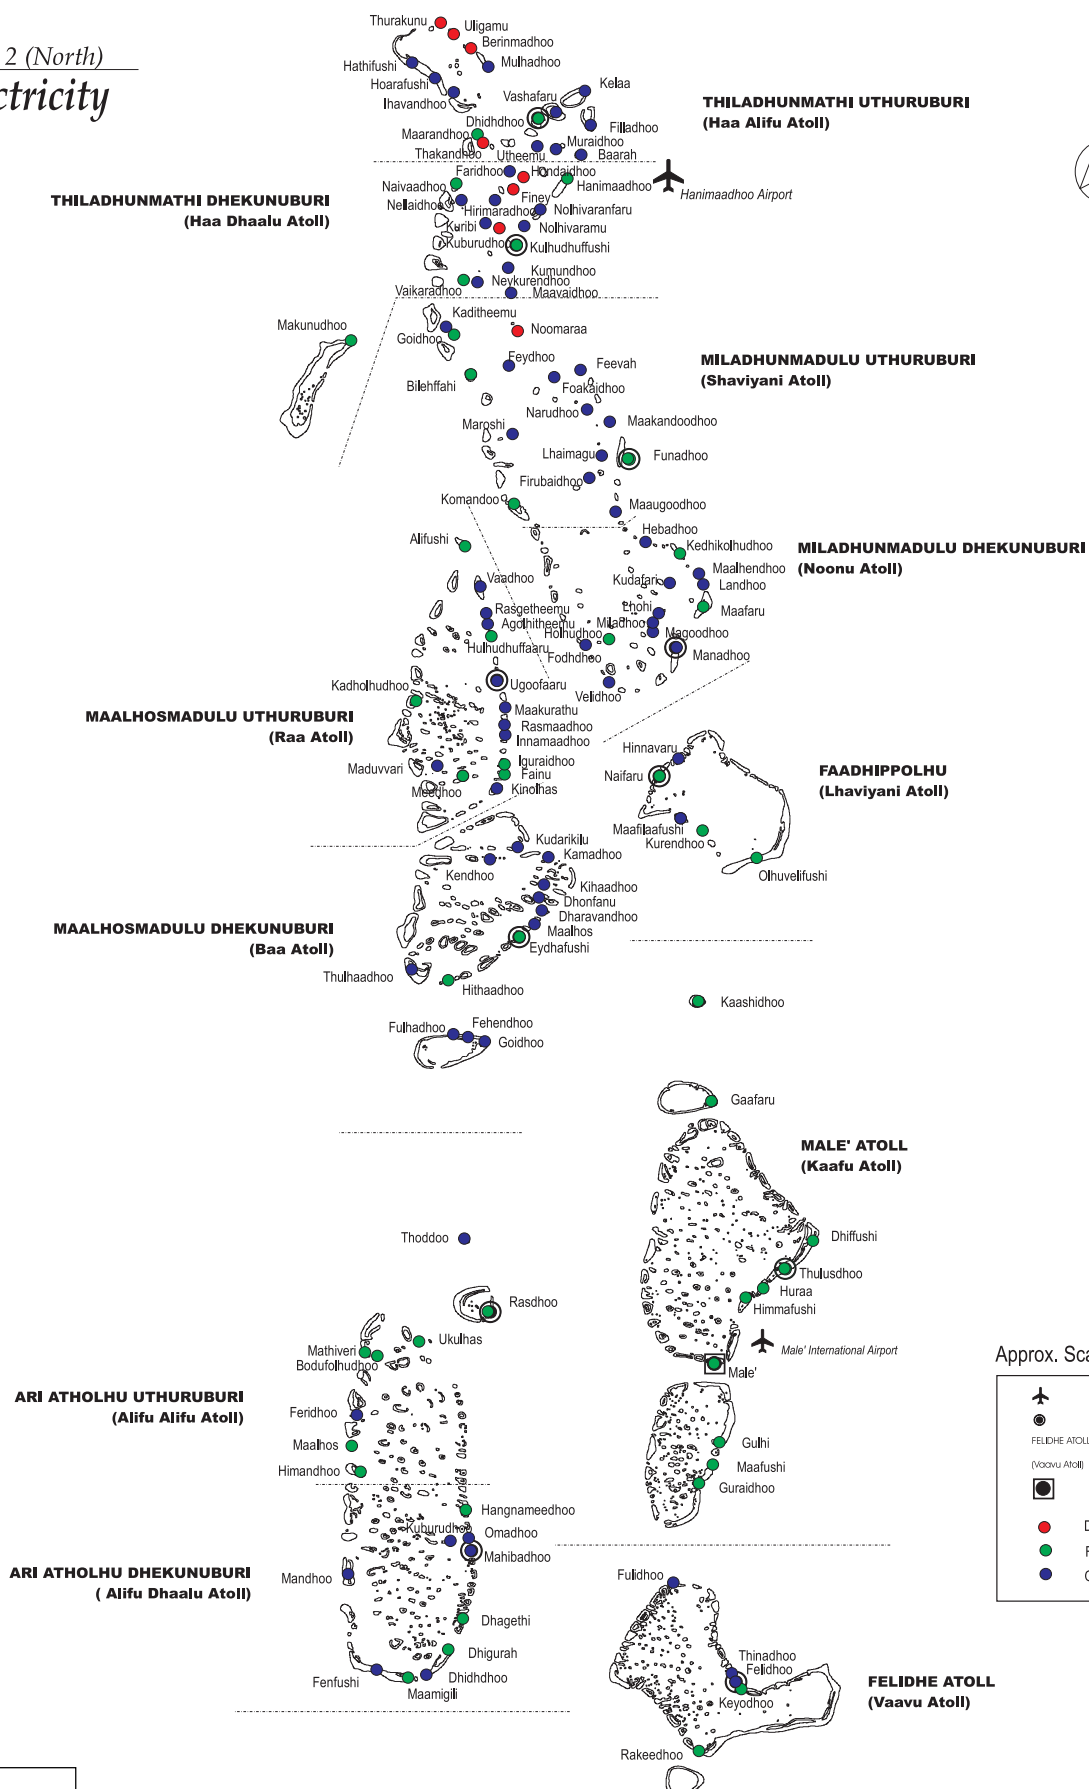 2 (North)
ctricity
Thurakunu
Uligamu
Berinmadhoo
Hathifushi
Mulhadhoo
Hoarafushi
Ihavandhoo
Vashafaru
Kelaa
THILADHUNMATHI UTHURUBURI
(Haa Alifu Atoll)
Dhidhdhoo
Filladhoo
Maarandhoo
Muraidhoo
Thakandhoo
Utheemu
Baarah
Faridhoo
Hondaidhoo
Naivaadhoo
Hanimaadhoo
Hanimaadhoo Airport
THILADHUNMATHI DHEKUNUBURI
(Haa Dhaalu Atoll)
Nellaidhoo
Finey
Hirimaradhoo
Nolhivaranfaru
Kuribi
Nolhivaramu
Kuburudhoo
Kulhudhuffushi
Kumundhoo
Neykurendhoo
Vaikaradhoo
Maavaidhoo
Kaditheemu
Makunudhoo
Noomaraa
Goidhoo
Feydhoo
Feevah
MILADHUNMADULU UTHURUBURI
(Shaviyani Atoll)
Bilehffahi
Foakaidhoo
Narudhoo
Maakandoodhoo
Maroshi
Lhaimagu
Funadhoo
Firubaidhoo
Komandoo
Maaugoodhoo
Hebadhoo
Alifushi
Kedhikolhudhoo
MILADHUNMADULU DHEKUNUBURI
(Noonu Atoll)
Maalhendhoo
Vaadhoo
Kudafari
Landhoo
Rasgetheemu
Lhohi
Maafaru
Agolhitheemu
Miladhoo
Holhudhoo
Magoodhoo
Hulhudhuffaaru
Fodhdhoo
Manadhoo
Ugoofaaru
Kadholhudhoo
Velidhoo
Maakurathu
MAALHOSMADULU UTHURUBURI
(Raa Atoll)
Rasmaadhoo
Innamaadhoo
Hinnavaru
Iguraidhoo
Maduvvari
Fainu
Naifaru
FAADHIPPOLHU
(Lhaviyani Atoll)
Meedhoo
Kinolhas
Maafilaafushi
Kudarikilu
Kurendhoo
Kamadhoo
Kendhoo
Olhuvelifushi
Kihaadhoo
Dhonfanu
Dharavandhoo
MAALHOSMADULU DHEKUNUBURI
(Baa Atoll)
Maalhos
Eydhafushi
Thulhaadhoo
Hithaadhoo
Kaashidhoo
Fehendhoo
Fulhadhoo
Goidhoo
Gaafaru
MALE' ATOLL
(Kaafu Atoll)
Thoddoo
Dhiffushi
Thulusdhoo
Huraa
Rasdhoo
Himmafushi
Ukulhas
Mathiveri
Bodufolhudhoo
Male' International Airport
Approx. Sca
Male'
ARI ATHOLHU UTHURUBURI
(Alifu Alifu Atoll)
Feridhoo
Maalhos
Gulhi
FELIDHE ATOLL
(Vaavu Atoll)
Himandhoo
Maafushi
Guraidhoo
Hangnameedhoo
Kuburudhoo
Omadhoo
D
Mahibadhoo
F
ARI ATHOLHU DHEKUNUBURI
( Alifu Dhaalu Atoll)
Mandhoo
Fulidhoo
Dhagethi
Dhigurah
Thinadhoo
Felidhoo
Fenfushi
Dhidhdhoo
Maamigili
Keyodhoo
FELIDHE ATOLL
(Vaavu Atoll)
Rakeedhoo